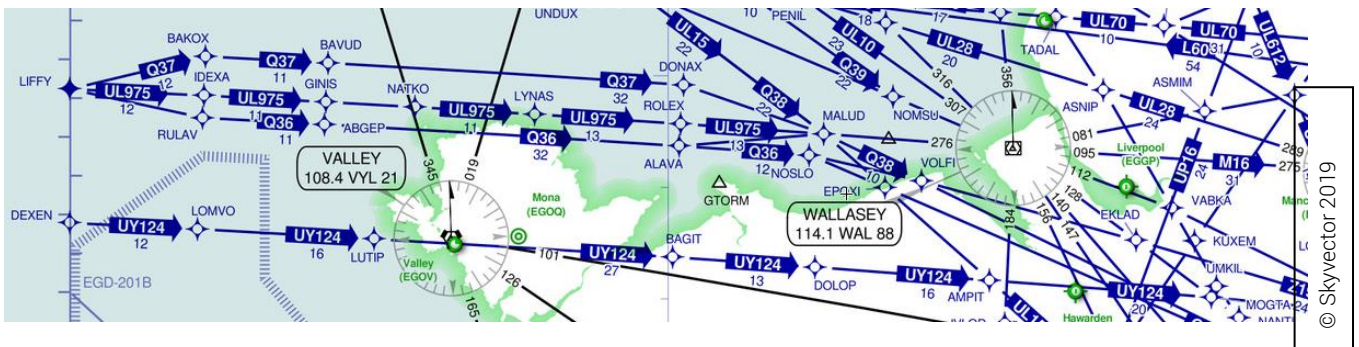 UNDUX
10
PENIL
18
17
BAKOX
Q37
12
IDEXA
Q37
11
BAVUD
GINIS
LIFFY
UL975
12
RULAV
UL975
11
Q36
11
ABGEP
NATKO
UL975
11
LYNAS
UL975
13
Q36
32
Q37
32
DONAX
ROLEX
ALAVA
UL15
22
Q38
22
UL975
13
MALUD
Q36
12
NOSLO
10
Q38
VOLFI
EPOXI
UL10
23
Q39
22
UL28
20
NOMSU
316
307
276
356
TADAL
UL70
10
UL70
L60
31
54
UL612
10
ASMIM
ASNIP
UL28
24
081
095
Liverpool
(EGGP)
112
128
140
147
156
184
UP16
24
M16
31
289
275
VABKA
EKLAD
KUXEM
UMKIL
MOGTA
24
VALLEY
108.4 VYL 21
345
019
Mona
(EGOQ)
Valley
(EGOV)
101
126
165
DEXEN
UY124
12
LOMVO
UY124
16
LUTIP
EGD-201B
UY124
27
BAGIT
UY124
13
DOLOP
UY124
16
AMPIT
GTORM
WALLASEY
114.1 WAL 88
Hawarden
UY124
20
© Skyvector 2019